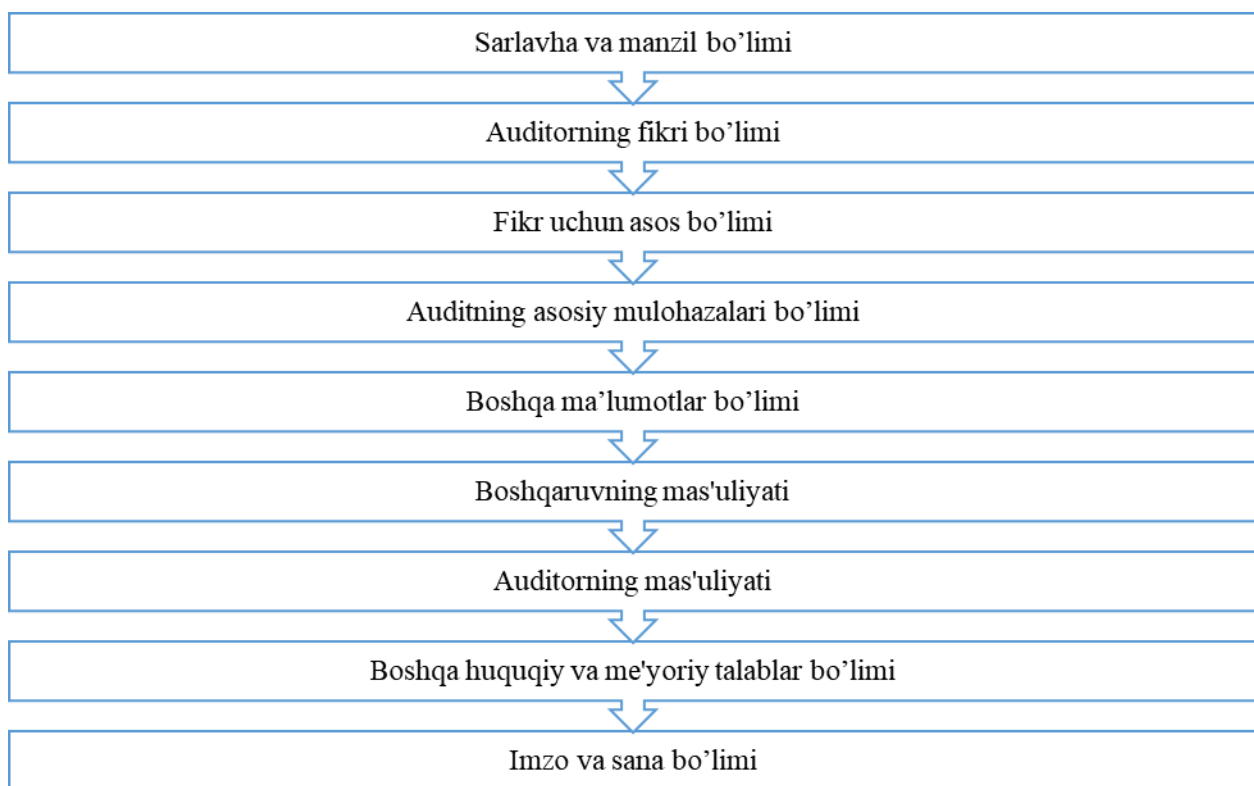 Sarlavha va manzil bo’limi
Auditorning fikri bo’limi
Fikr uchun asos bo’limi
Auditning asosiy mulohazalari bo’limi
Boshqa ma’lumotlar bo’limi
Boshqaruvning mas'uliyati
Auditorning mas'uliyati
Boshqa huquqiy va me'yoriy talablar bo’limi
Imzo va sana bo’limi